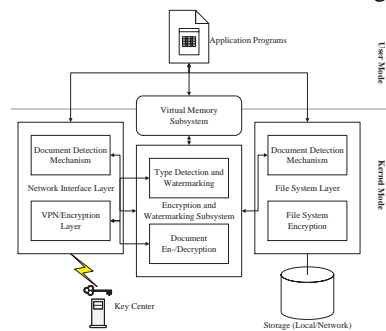 Application Programs
User Mode
Virtual Memory
Subsystem
Kernel Mode
Document Detection
Mechanism
Network Interface Layer
VPN/Encryption
Layer
Type Detection and
Watermarking
Encryption and
Watermarking Subsystem
Document
En-/Decryption
Document Detection
Mechanism
File System Layer
File System
Encryption
Key Center
Storage (Local/Network)